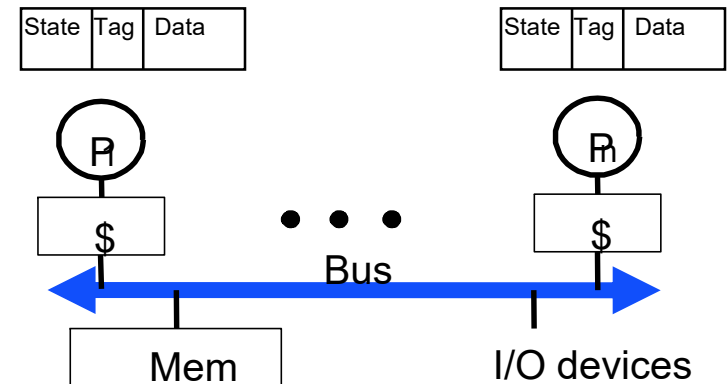 State Tag Data State Tag Data
P1 Pn
$ $
Bus
Mem I/O devices